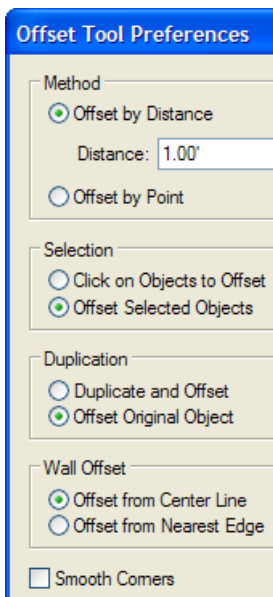 Offset Tool Preferences
Method
Offset by Distance
Distance: 1.00'
Offset by Point
Selection
Click on Objects to Offset
Offset Selected Objects
Duplication
Duplicate and Offset
Offset Original Object
Wall Offset
Offset from Center Line
Offset from Nearest Edge
Smooth Corners